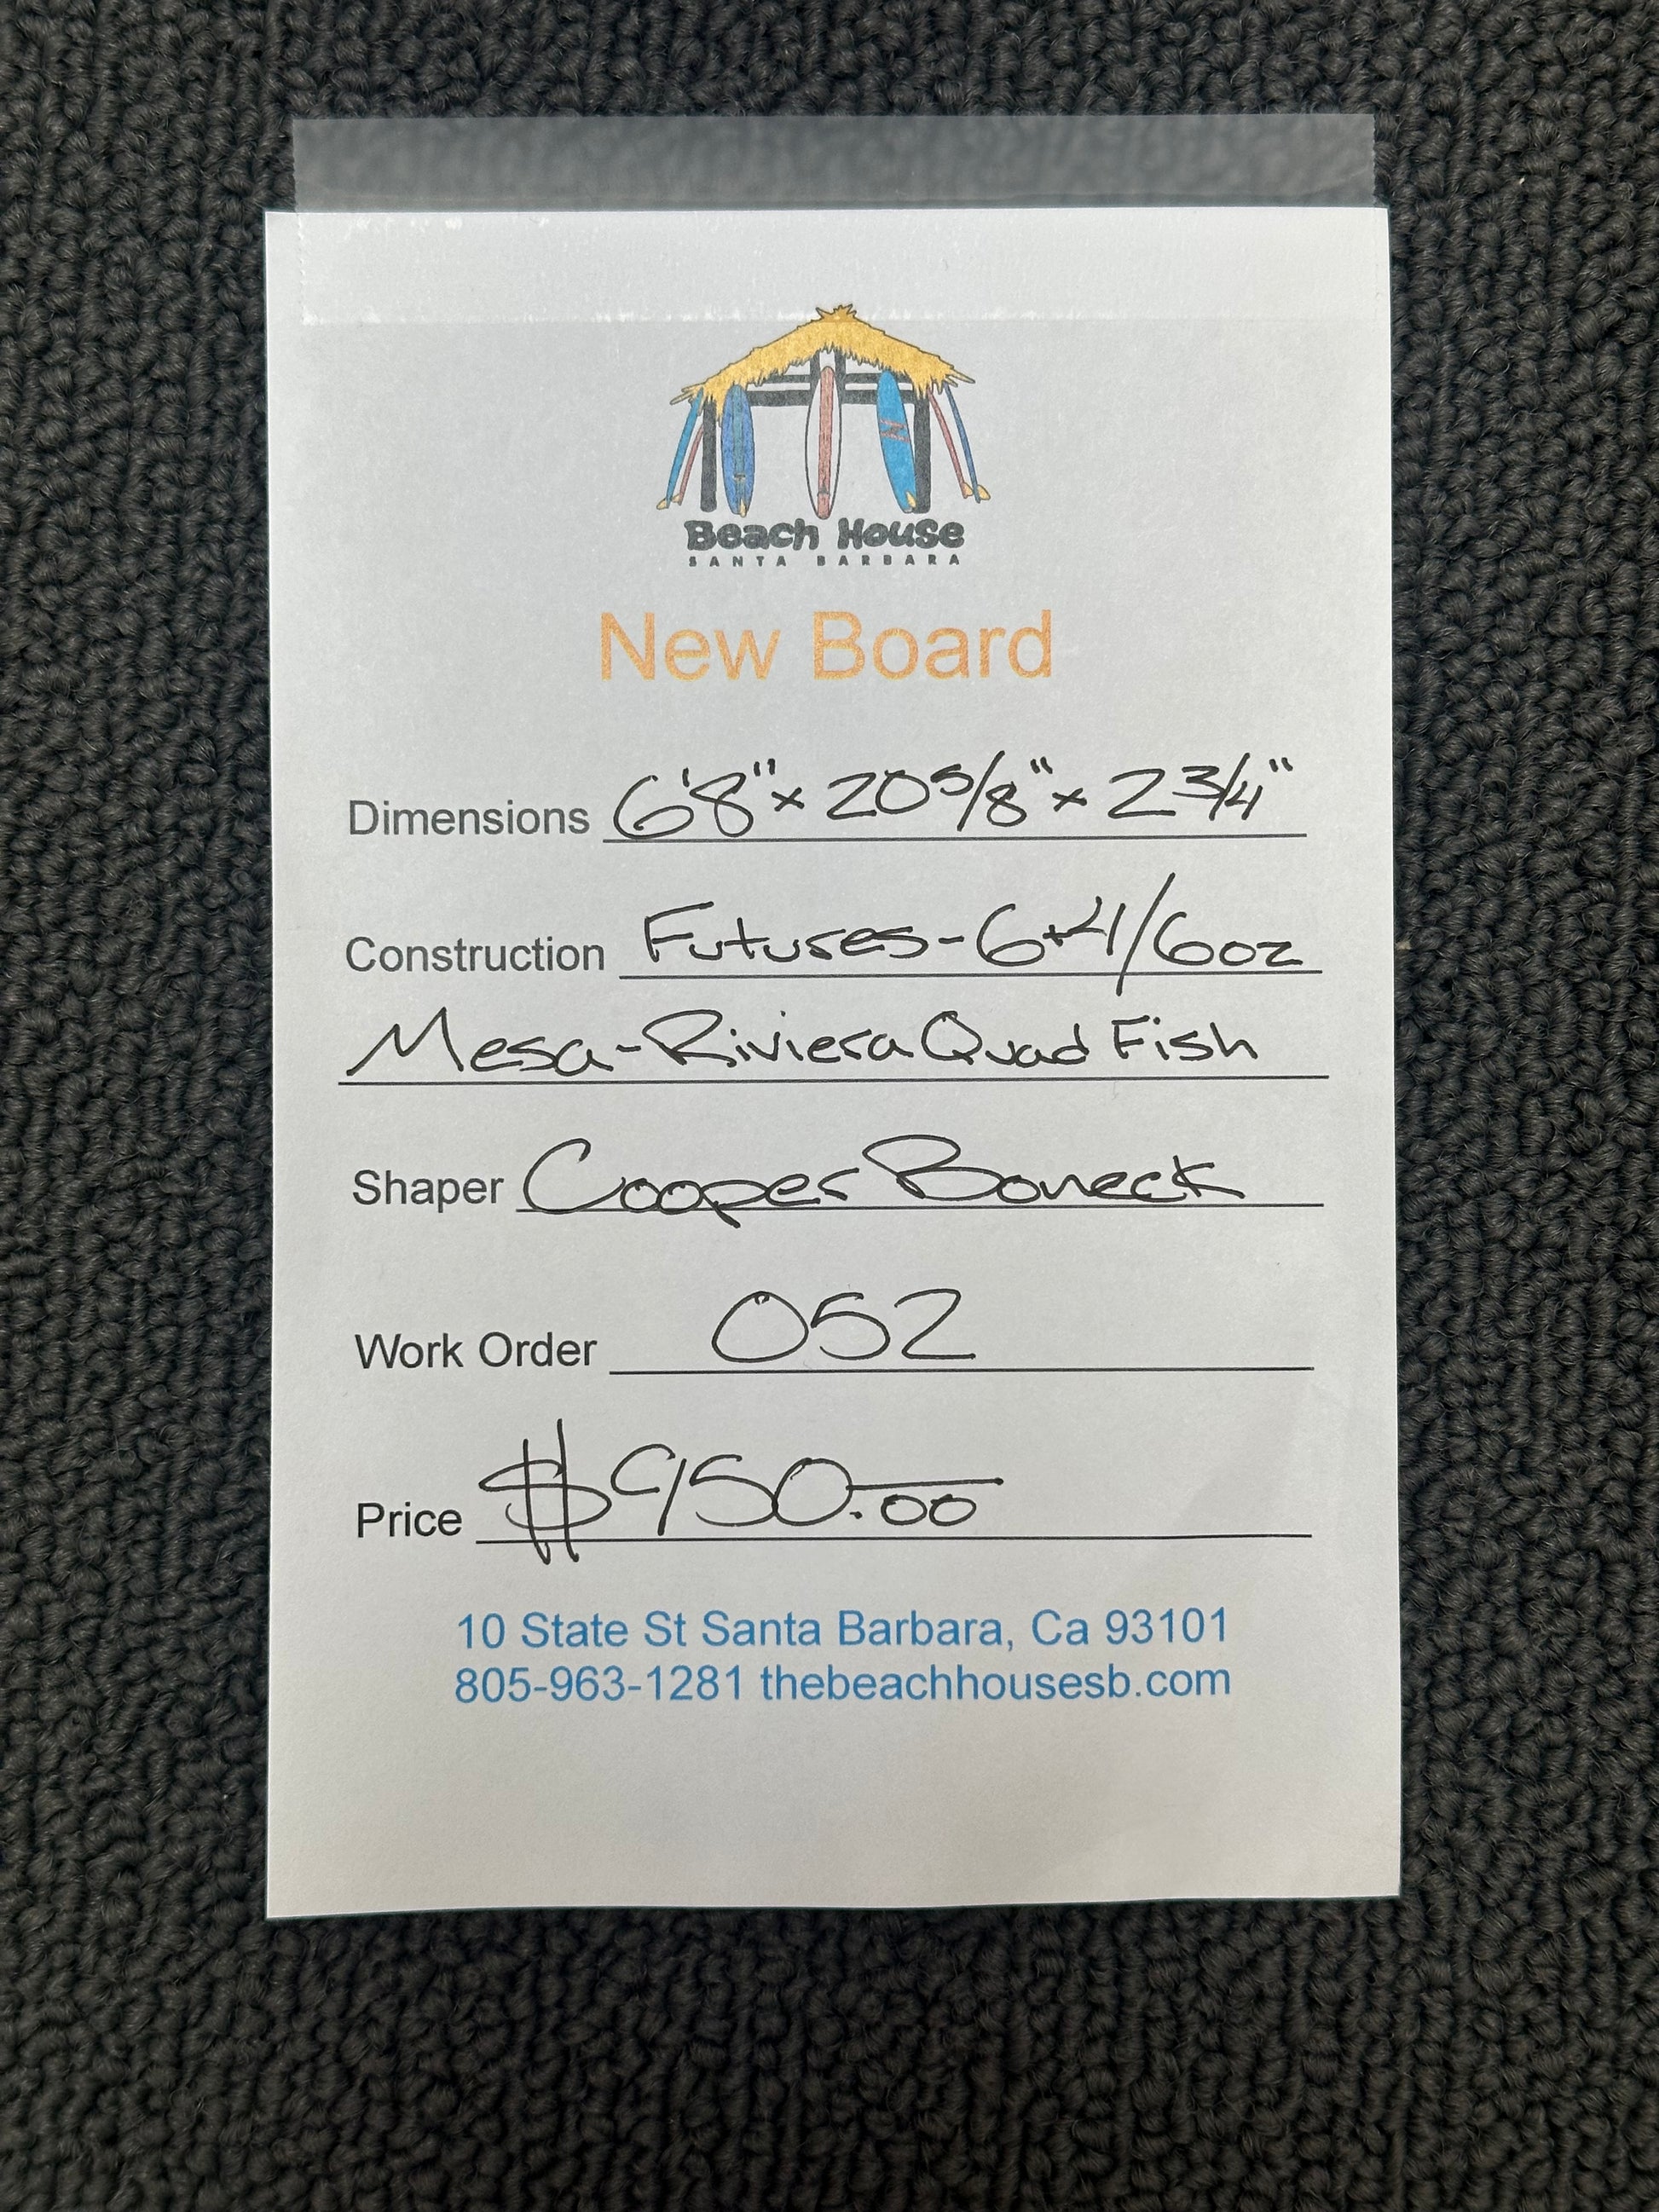 Beach House
SANTA BARBARA
New Board
Dimensions 6'8" x 20 5/8" x 2 3/4"
Construction Futures - 6+4/6oz
Mesa - Riviera Quad Fish
Shaper Cooper Boneck
Work Order 052
Price $950.00
10 State St Santa Barbara, Ca 93101
805-963-1281 thebeachhousesb.com